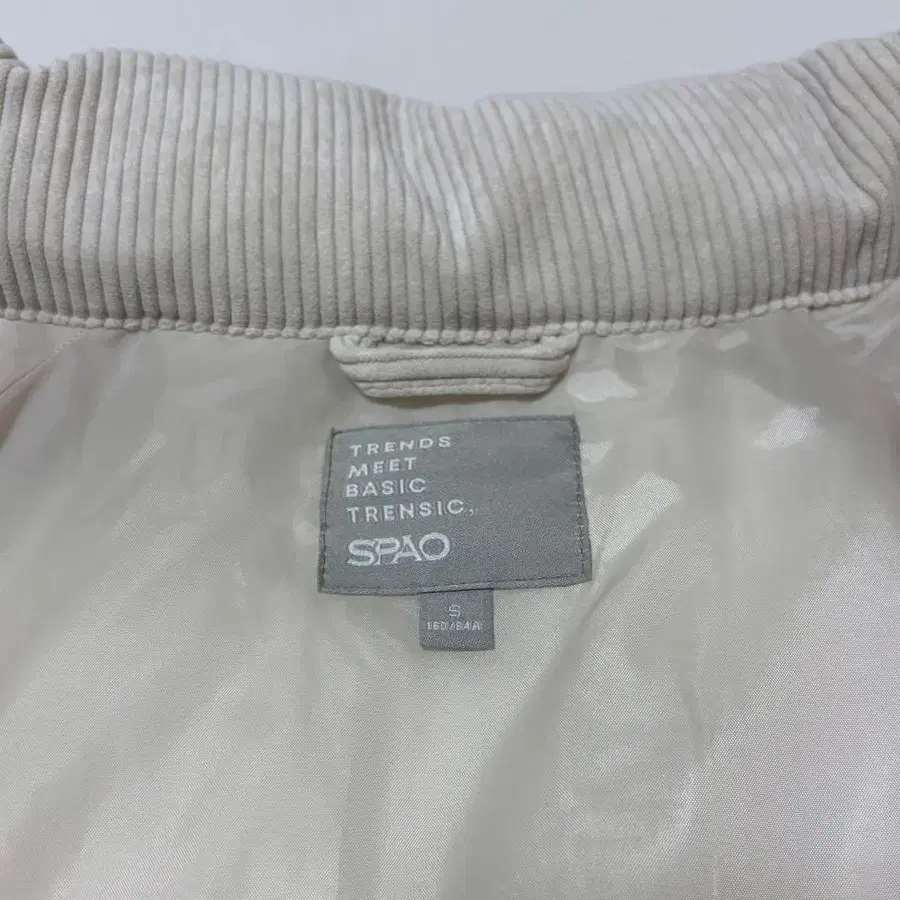 TRENDS
MEET
BASIC
TRENSIC,
SPAO
S
160/84A